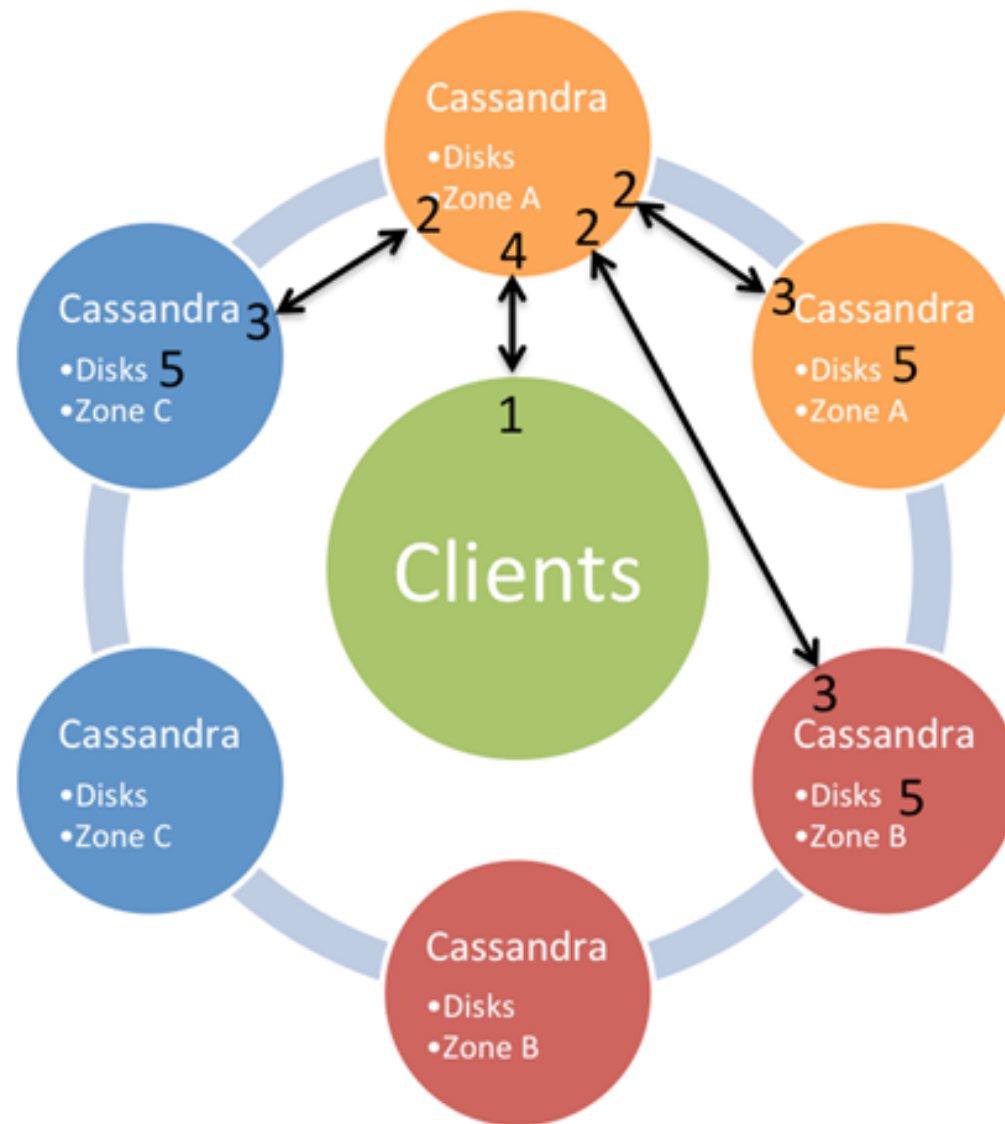 Cassandra
•Disks
•Zone A
2
4
2
2
Cassandra
3
•Disks 5
•Zone C
3
Cassandra
•Disks 5
•Zone A
1
Clients
Cassandra
•Disks
•Zone C
3
Cassandra
•Disks 5
•Zone B
Cassandra
•Disks
•Zone B